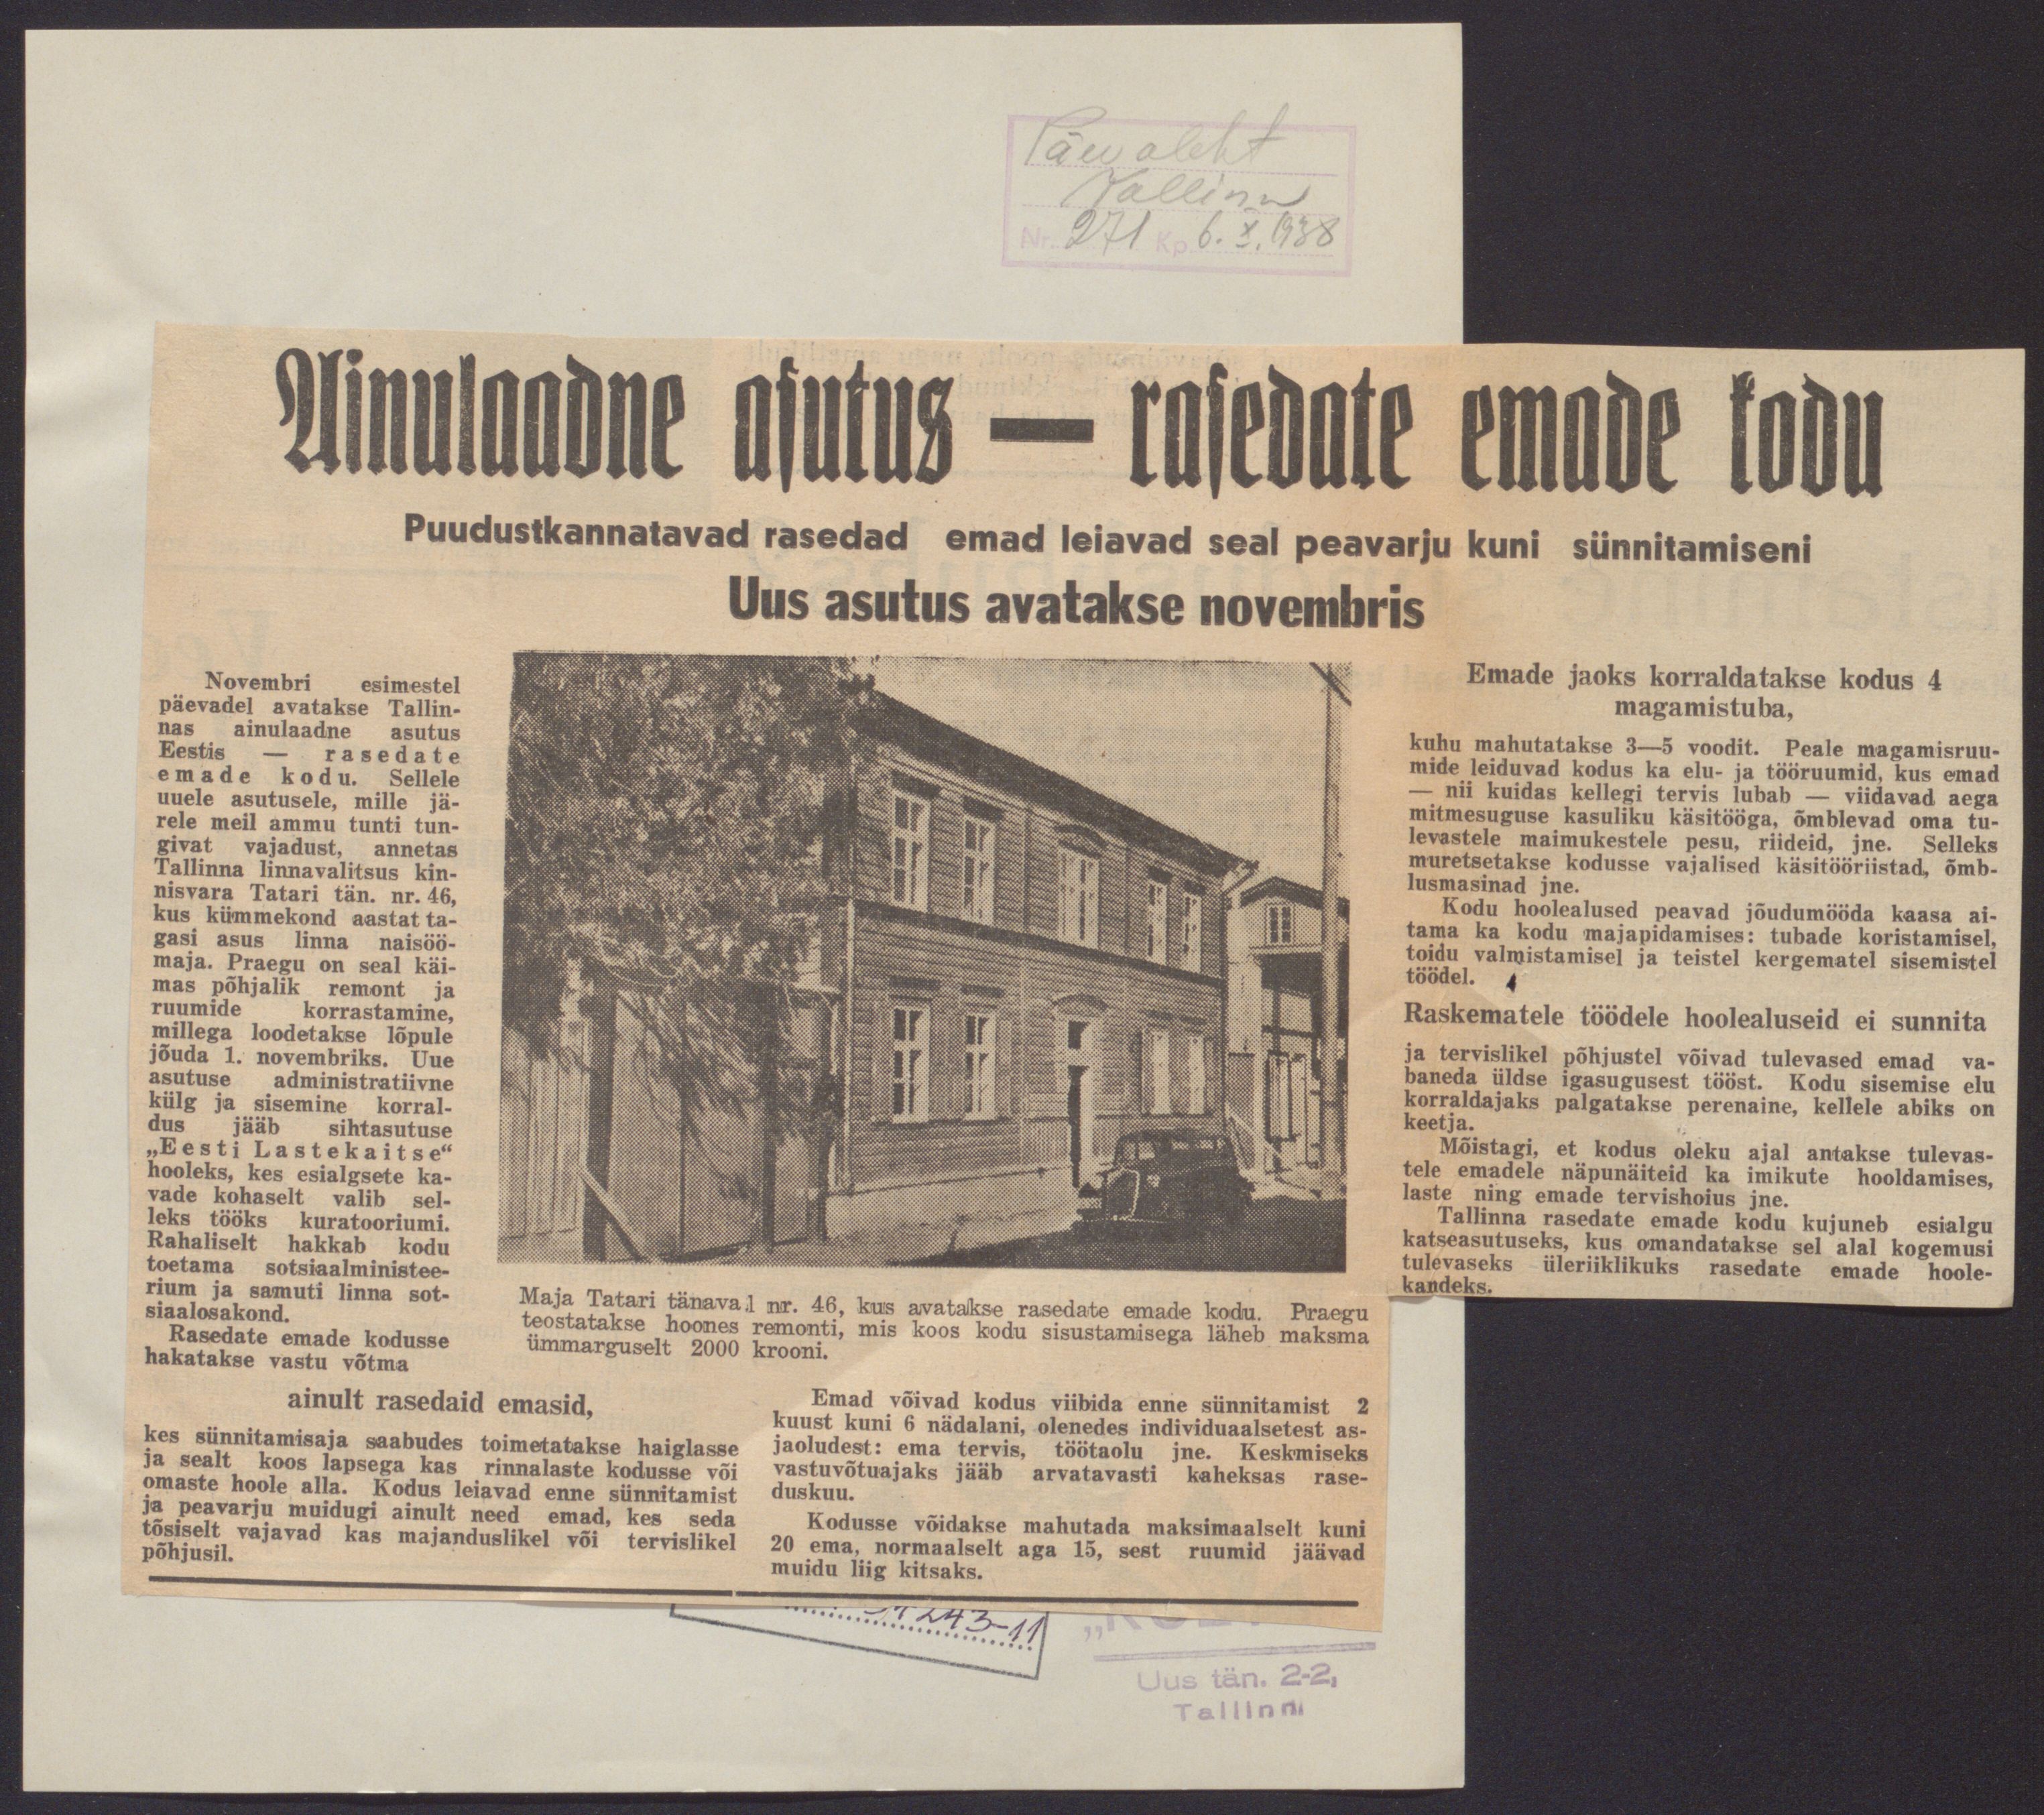 Päevaleht
Tallinn
Nr. 271 Kp. 6. X. 1938
Ainulaadne asutus — rasedate emade kodu
Puudustkannatavad rasedad emad leiavad seal peavarju kuni sünnitamiseni
Uus asutus avatakse novembris
Novembri esimestel
päevadel avatakse Tallin-
nas ainulaadne asutus
Eestis — rasedate
emade kodu. Sellele
uuele asutusele, mille jä-
rele meil ammu tunti tun-
givat vajadust, annetas
Tallinna linnavalitsus kin-
nisvara Tatari tän. nr. 46,
kus kümmekond aastat ta-
gasi asus linna naisöö-
maja. Praegu on seal käi-
mas põhjalik remont ja
ruumide korrastamine,
millega loodetakse lõpule
jõuda 1. novembriks. Uue
asutuse administratiivne
külg ja sisemine korral-
dus jääb sihtasutuse
„Eesti Lastekaitse“
hooleks, kes esialgsete ka-
vade kohaselt valib sel-
leks tööks kuratooriumi.
Rahaliselt hakkab kodu
toetama sotsiaalministee-
rium ja samuti linna sot-
siaalosakond.
Rasedate emade kodusse
hakatakse vastu võtma
ainult rasedaid emasid,
kes sünnitamisaja saabudes toimetatakse haiglasse
ja sealt koos lapsega kas rinnalaste kodusse või
omaste hoole alla. Kodus leiavad enne sünnitamist
ja peavarju muidugi ainult need emad, kes seda
tõsiselt vajavad kas majanduslikel või tervislikel
põhjusil.
Maja Tatari tänaval nr. 46, kus avatakse rasedate emade kodu. Praegu
teostatakse hoones remonti, mis koos kodu sisustamisega läheb maksma
ümmarguselt 2000 krooni.
Emad võivad kodus viibida enne sünnitamist 2
kuust kuni 6 nädalani, olenedes individuaalsetest as-
jaoludest: ema tervis, töötaolu jne. Keskmiseks
vastuvõtuajaks jääb arvatavasti kaheksas rase-
duskuu.
Kodusse võidakse mahutada maksimaalselt kuni
20 ema, normaalselt aga 15, sest ruumid jäävad
muidu liig kitsaks.
Emade jaoks korraldatakse kodus 4
magamistuba,
kuhu mahutatakse 3—5 voodit. Peale magamisruu-
mide leiduvad kodus ka elu- ja tööruumid, kus emad
— nii kuidas kellegi tervis lubab — viidavad aega
mitmesuguse kasuliku käsitööga, õmblevad oma tu-
levastele maimukestele pesu, riideid, jne. Selleks
muretsetakse kodusse vajalised käsitööriistad, õmb-
lusmasinad jne.
Kodu hoolealused peavad jõudumööda kaasa ai-
tama ka kodu majapidamises: tubade koristamisel,
toidu valmistamisel ja teistel kergematel sisemistel
töödel.
Raskematele töödele hoolealuseid ei sunnita
ja tervislikel põhjustel võivad tulevased emad va-
baneda üldse igasugusest tööst. Kodu sisemise elu
korraldajaks palgatakse perenaine, kellele abiks on
keetja.
Mõistagi, et kodus oleku ajal antakse tulevas-
tele emadele näpunäiteid ka imikute hooldamises,
laste ning emade tervishoius jne.
Tallinna rasedate emade kodu kujuneb esialgu
katseasutuseks, kus omandatakse sel alal kogemusi
tulevaseks üleriiklikuks rasedate emade hoole-
kandeks.
243-11
Uus tän. 2-2,
Tallinn